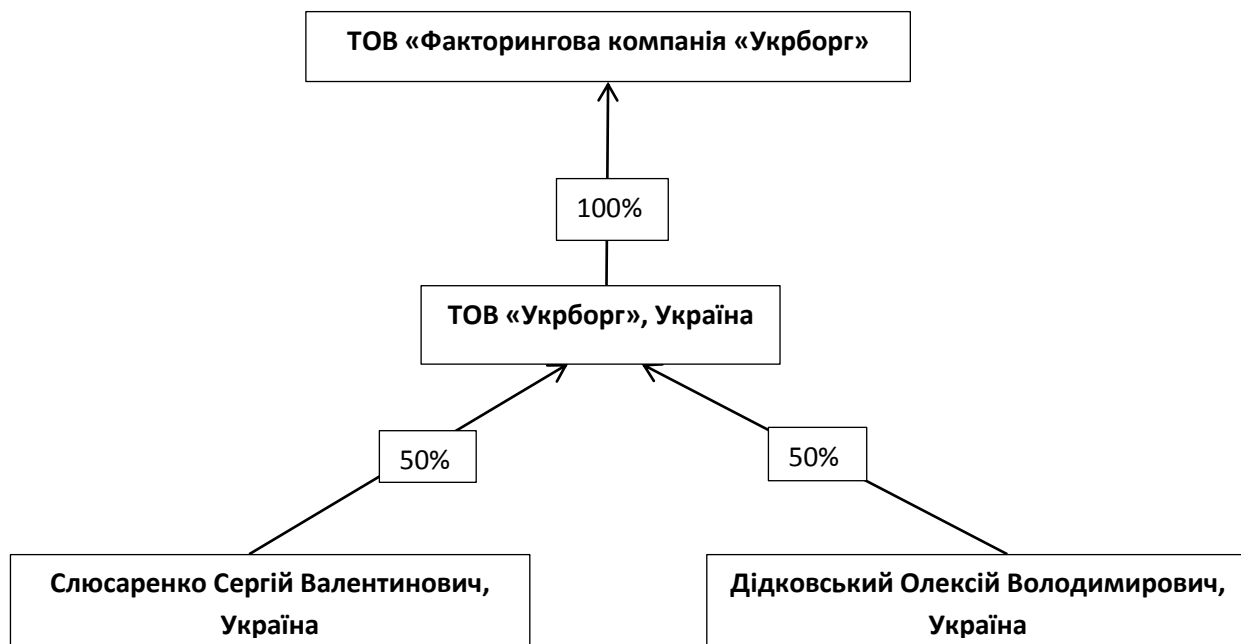 ТОВ «Факторингова компанія «Укрборг»
100%
ТОВ «Укрборг», Україна
50%
50%
Слюсаренко Сергій Валентинович,
Україна
Дідковський Олексій Володимирович,
Україна